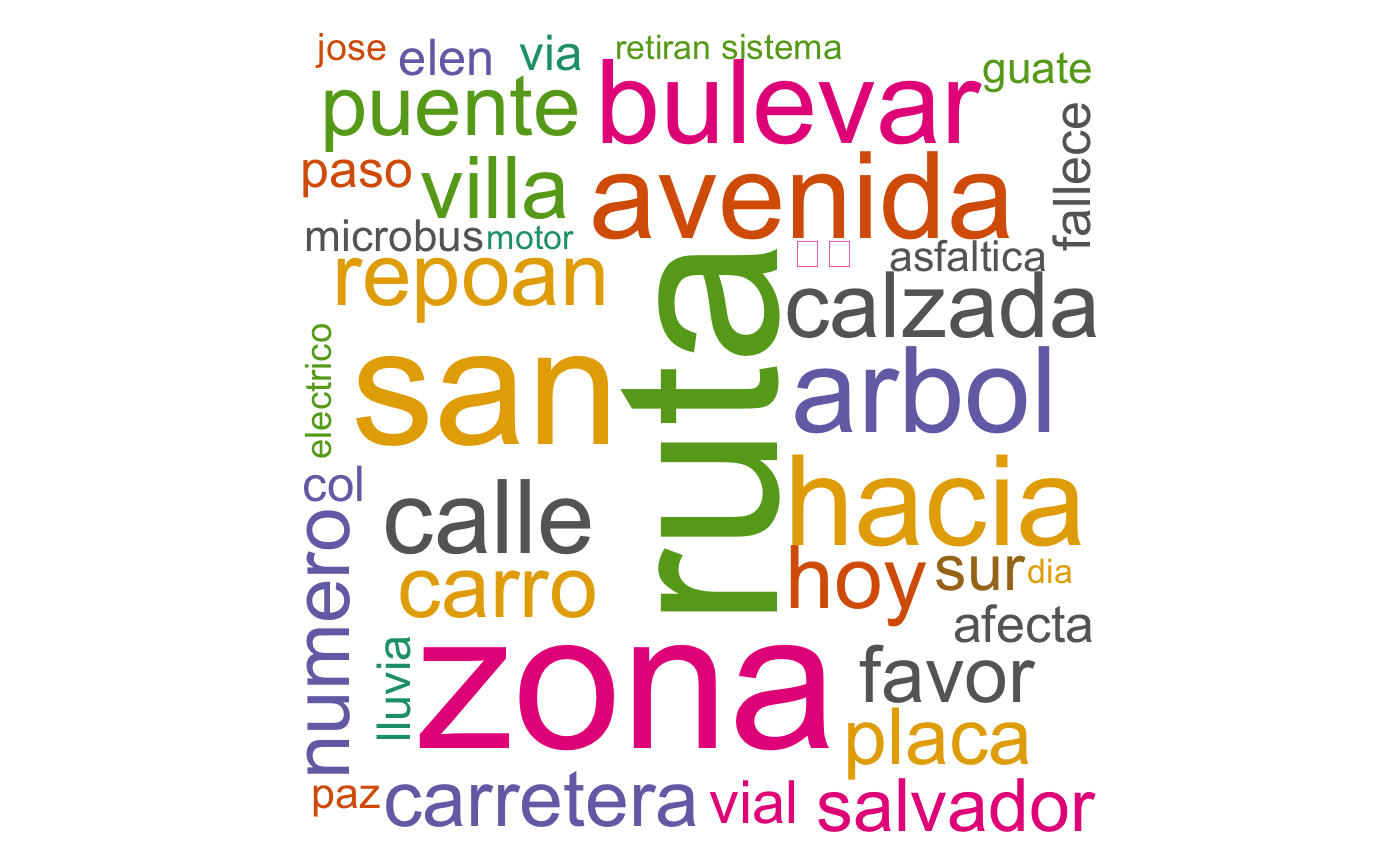 jose elen via retiran sistema
puente bulevar guate
paso villa avenida fallece
microbus motor asfaltica
repoan calzada
electrico san ruta arbol
col calle hacia
numero carro hoy sur dia
lluvia zona afecta
favor
placa
paz carretera vial salvador